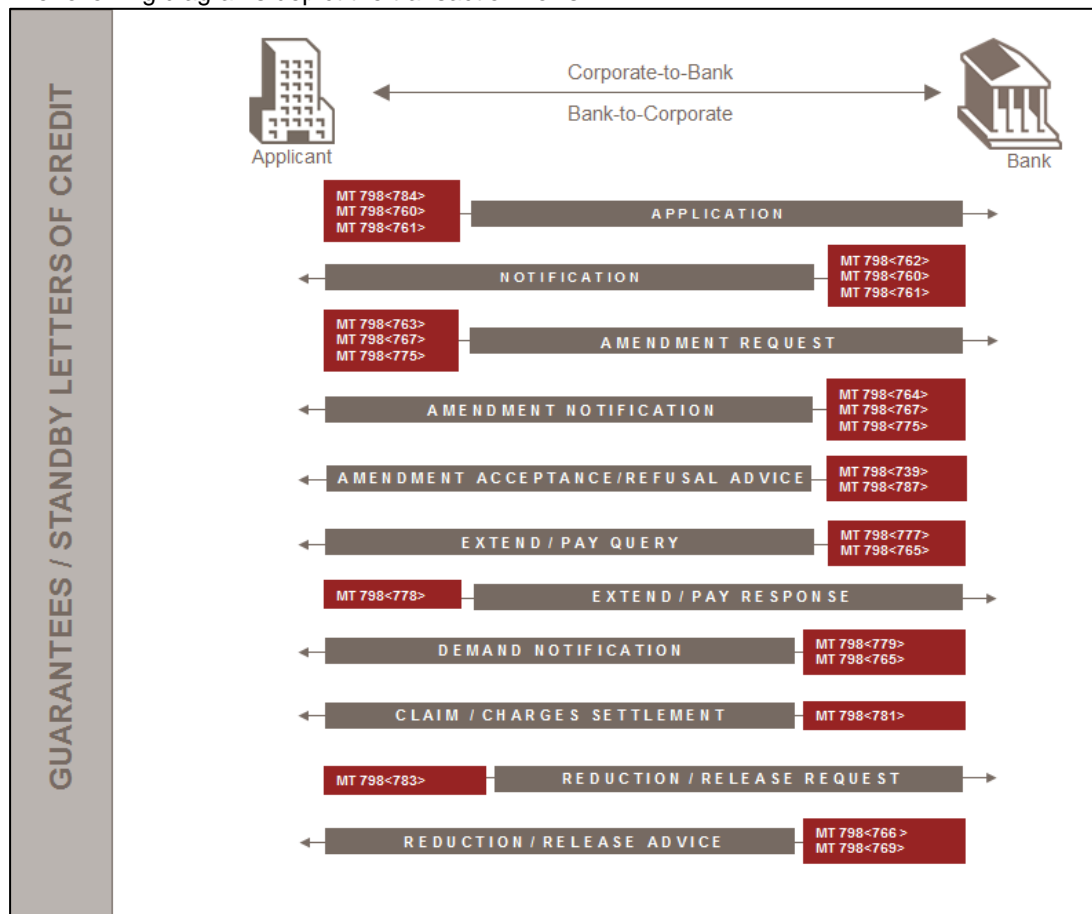 GUARANTEES / STANDBY LETTERS OF CREDIT
Corporate-to-Bank
Bank-to-Corporate
Applicant
Bank
MT 798<784>
MT 798<760>
MT 798<761>
APPLICATION
NOTIFICATION
MT 798<762>
MT 798<760>
MT 798<761>
MT 798<763>
MT 798<767>
MT 798<775>
AMENDMENT REQUEST
AMENDMENT NOTIFICATION
MT 798<764>
MT 798<767>
MT 798<775>
AMENDMENT ACCEPTANCE/REFUSAL ADVICE
MT 798<739>
MT 798<787>
EXTEND / PAY QUERY
MT 798<777>
MT 798<765>
MT 798<778>
EXTEND / PAY RESPONSE
DEMAND NOTIFICATION
MT 798<779>
MT 798<765>
CLAIM / CHARGES SETTLEMENT
MT 798<781>
MT 798<783>
REDUCTION / RELEASE REQUEST
REDUCTION / RELEASE ADVICE
MT 798<766 >
MT 798<769>